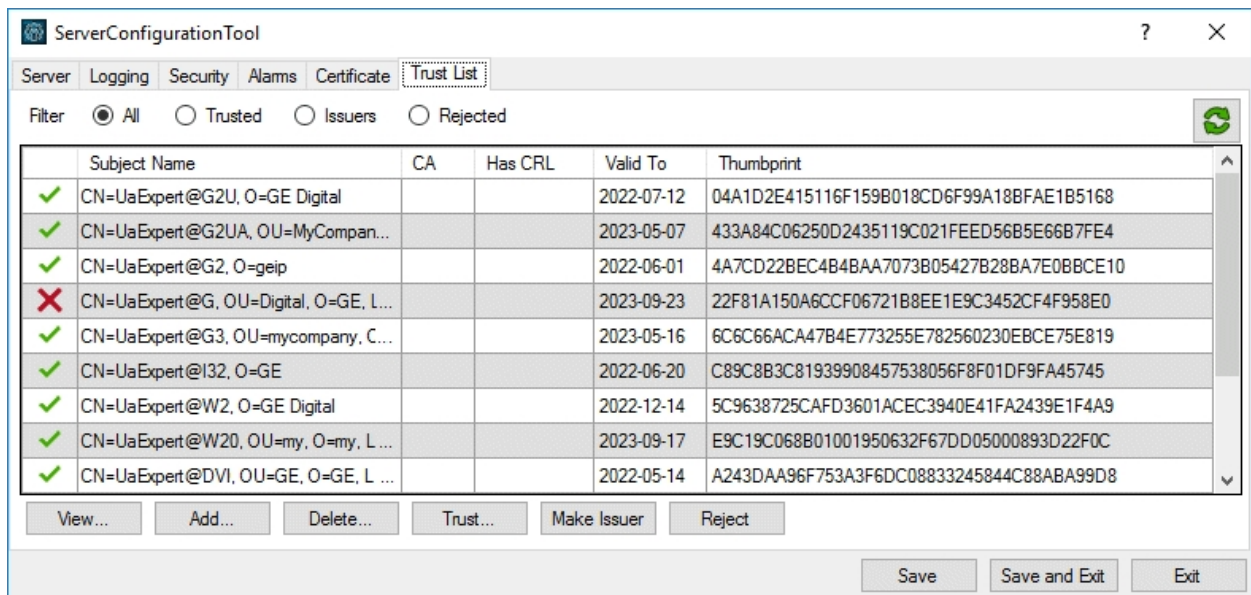 ServerConfigurationTool ?
Server Logging Security Alarms Certificate Trust List
Filter All Trusted Issuers Rejected
Subject Name CA Has CRL Valid To Thumbprint
CN=UaExpert@G2U, O=GE Digital 2022-07-12 04A1D2E415116F159B018CD6F99A18BFAE1B5168
CN=UaExpert@G2UA, OU=MyCompan... 2023-05-07 433A84C06250D2435119C021FEED56B5E66B7FE4
CN=UaExpert@G2, O=geip 2022-06-01 4A7CD22BEC4B4BAA7073B05427B28BA7E0BBCE10
CN=UaExpert@G, OU=Digital, O=GE, L... 2023-09-23 22F81A150A6CCF06721B8EE1E9C3452CF4F958E0
CN=UaExpert@G3, OU=mycompany, C... 2023-05-16 6C6C66ACA47B4E773255E782560230EBCE75E819
CN=UaExpert@I32, O=GE 2022-06-20 C89C8B3C81939908457538056F8F01DF9FA45745
CN=UaExpert@W2, O=GE Digital 2022-12-14 5C9638725CAFD3601ACEC3940E41FA2439E1F4A9
CN=UaExpert@W20, OU=my, O=my, L ... 2023-09-17 E9C19C068B01001950632F67DD05000893D22F0C
CN=UaExpert@DVI, OU=GE, O=GE, L ... 2022-05-14 A243DAA96F753A3F6DC08833245844C88ABA99D8
View... Add... Delete... Trust... Make Issuer Reject
Save Save and Exit Exit